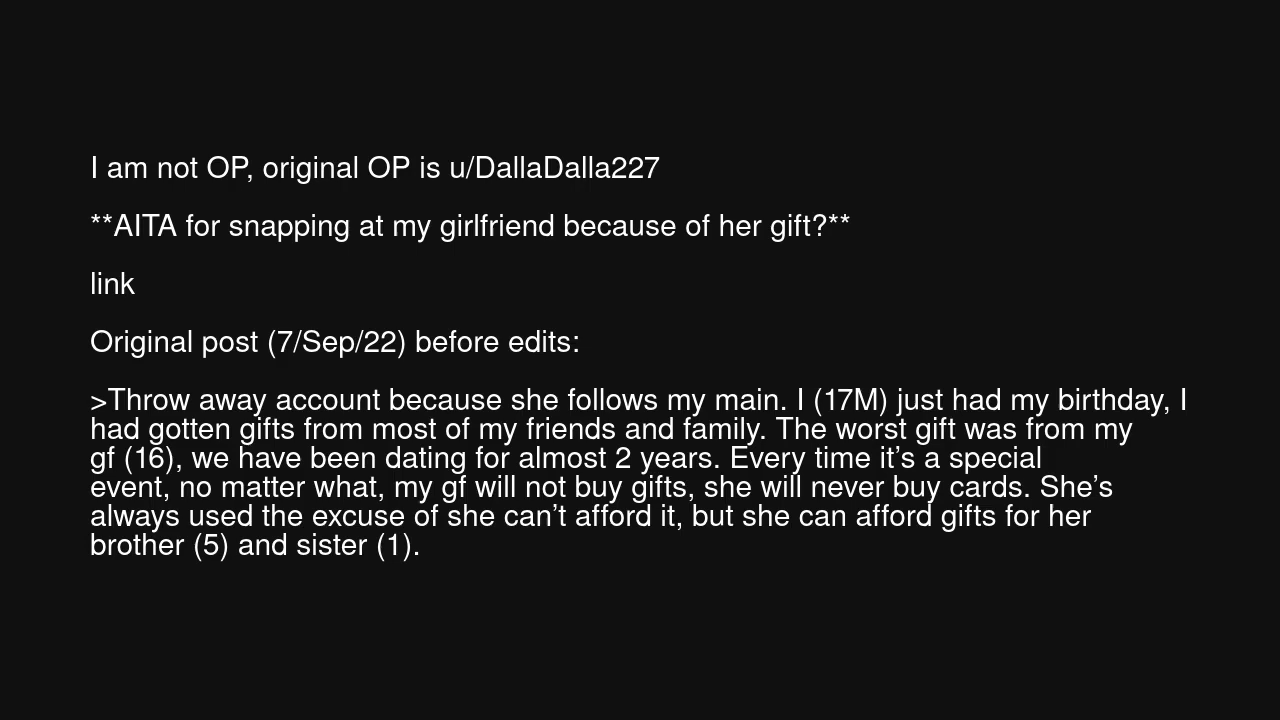 I am not OP, original OP is u/DallaDalla227
**AITA for snapping at my girlfriend because of her gift?**
link
Original post (7/Sep/22) before edits:
>Throw away account because she follows my main. I (17M) just had my birthday, I
had gotten gifts from most of my friends and family. The worst gift was from my
gf (16), we have been dating for almost 2 years. Every time it’s a special
event, no matter what, my gf will not buy gifts, she will never buy cards. She’s
always used the excuse of she can’t afford it, but she can afford gifts for her
brother (5) and sister (1).